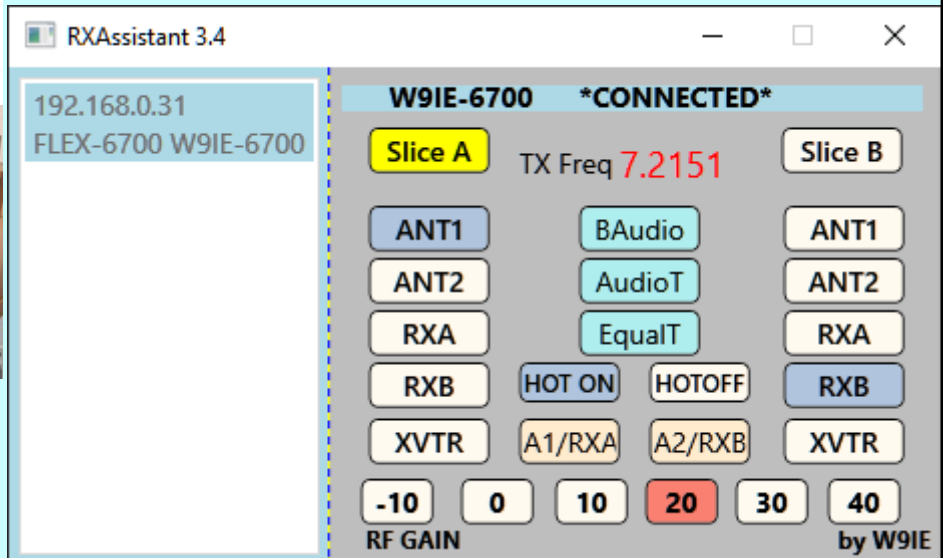 RXAssistant 3.4
192.168.0.31
FLEX-6700 W9IE-6700
W9IE-6700 *CONNECTED*
Slice A TX Freq 7.2151 Slice B
ANT1 BAudio ANT1
ANT2 AudioT ANT2
RXA EqualT RXA
RXB HOT ON HOTOFF RXB
XVTR A1/RXA A2/RXB XVTR
-10 0 10 20 30 40
RF GAIN by W9IE